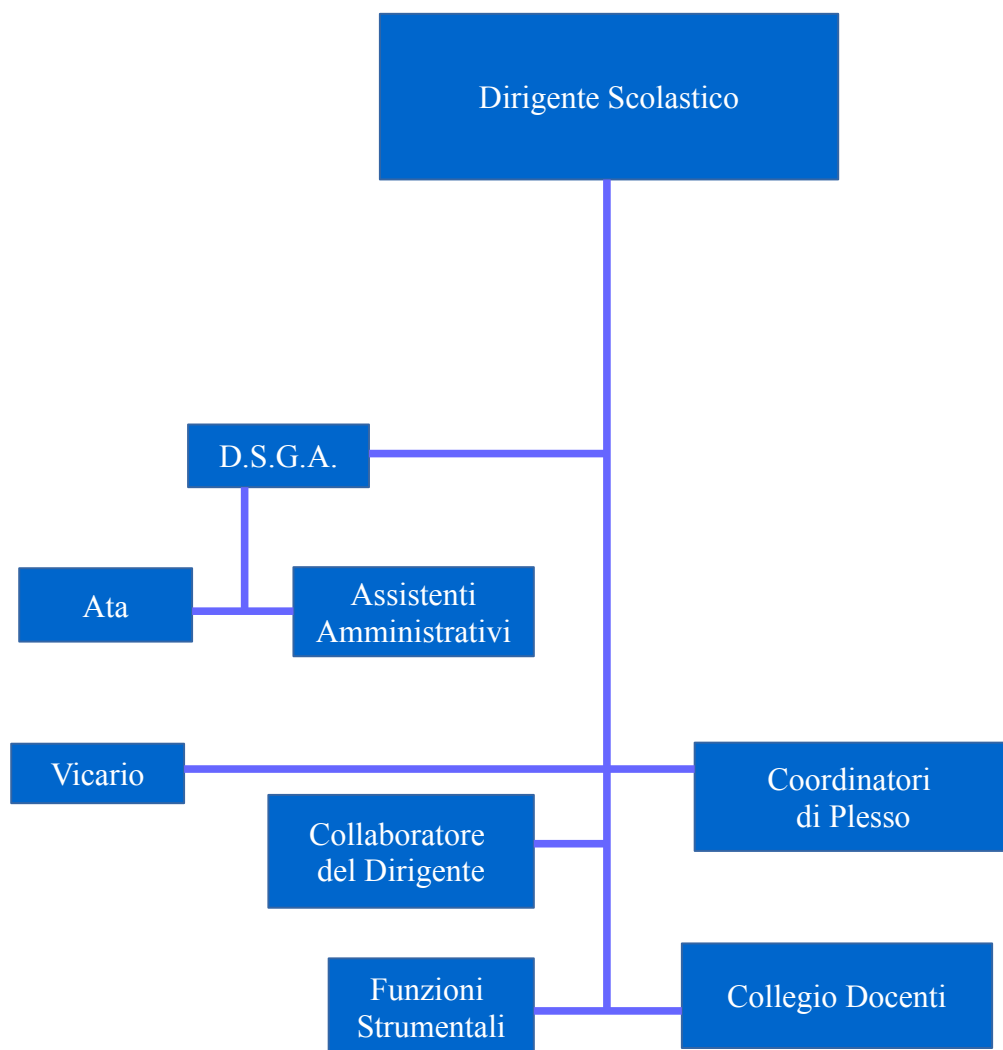 Dirigente Scolastico
D.S.G.A.
Ata
Assistenti
Amministrativi
Vicario
Coordinatori
di Plesso
Collaboratore
del Dirigente
Funzioni
Strumentali
Collegio Docenti